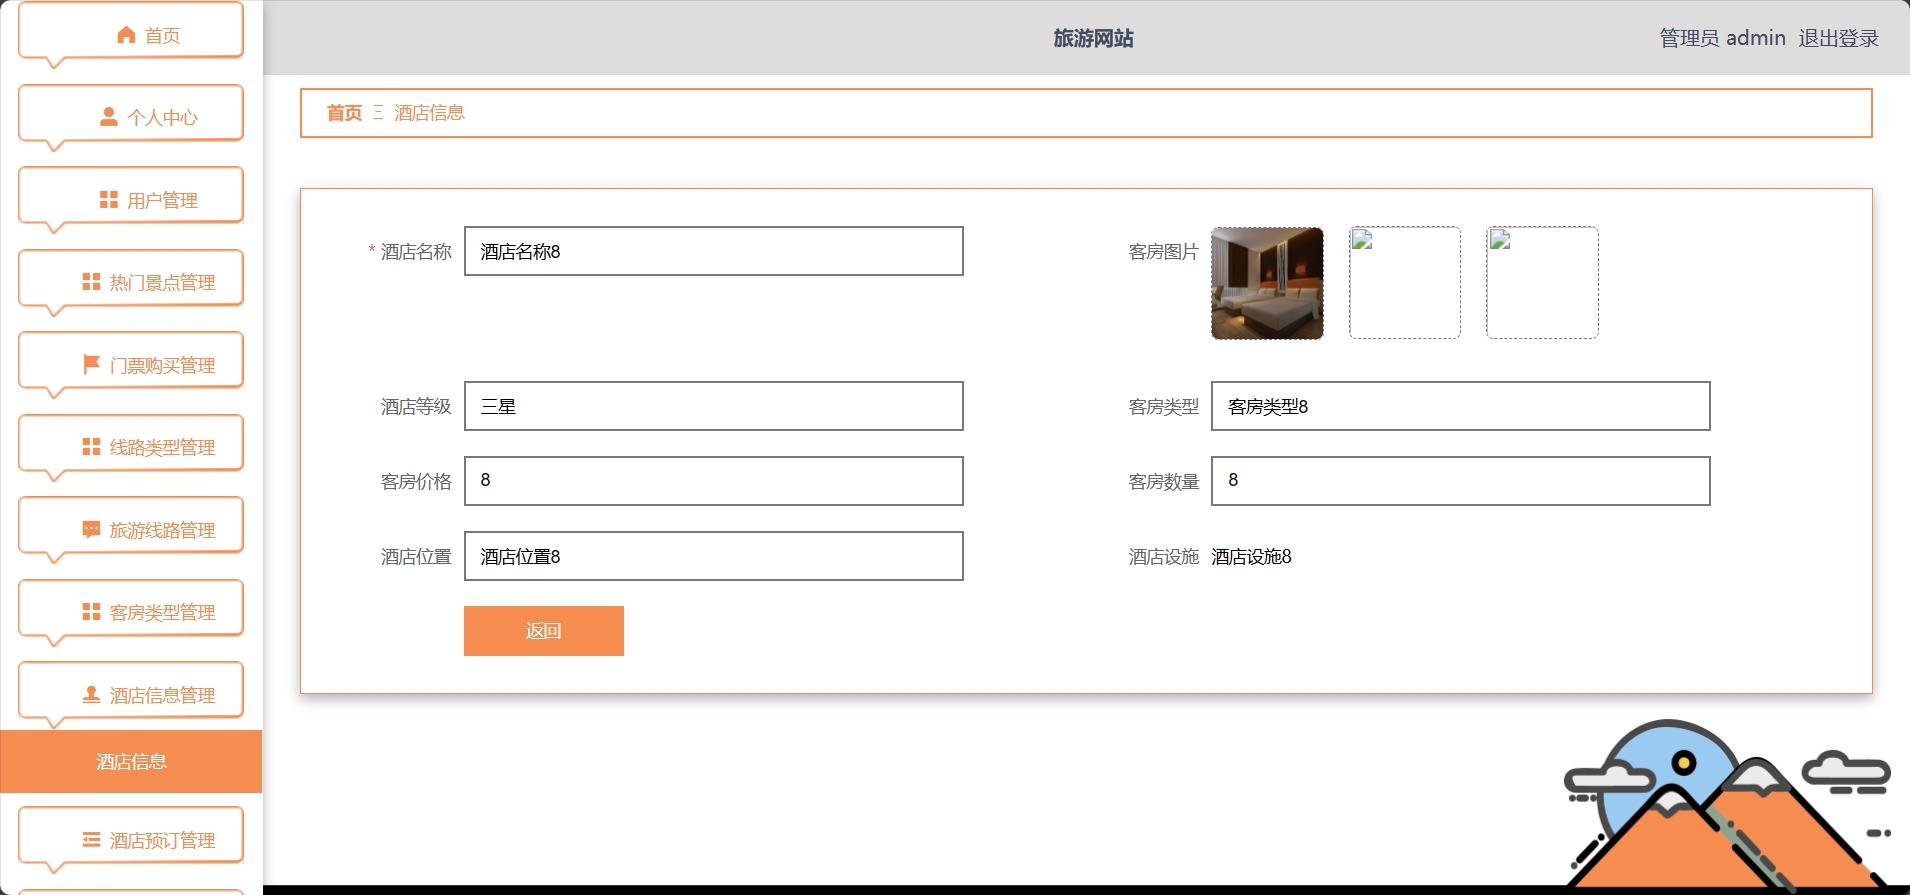 首页
个人中心
用户管理
热门景点管理
门票购买管理
线路类型管理
旅游线路管理
客房类型管理
酒店信息管理
酒店信息
酒店预订管理
旅游网站
管理员 admin 退出登录
首页 Ξ 酒店信息
* 酒店名称 酒店名称8
客房图片
酒店等级 三星
客房类型 客房类型8
客房价格 8
客房数量 8
酒店位置 酒店位置8
酒店设施 酒店设施8
返回